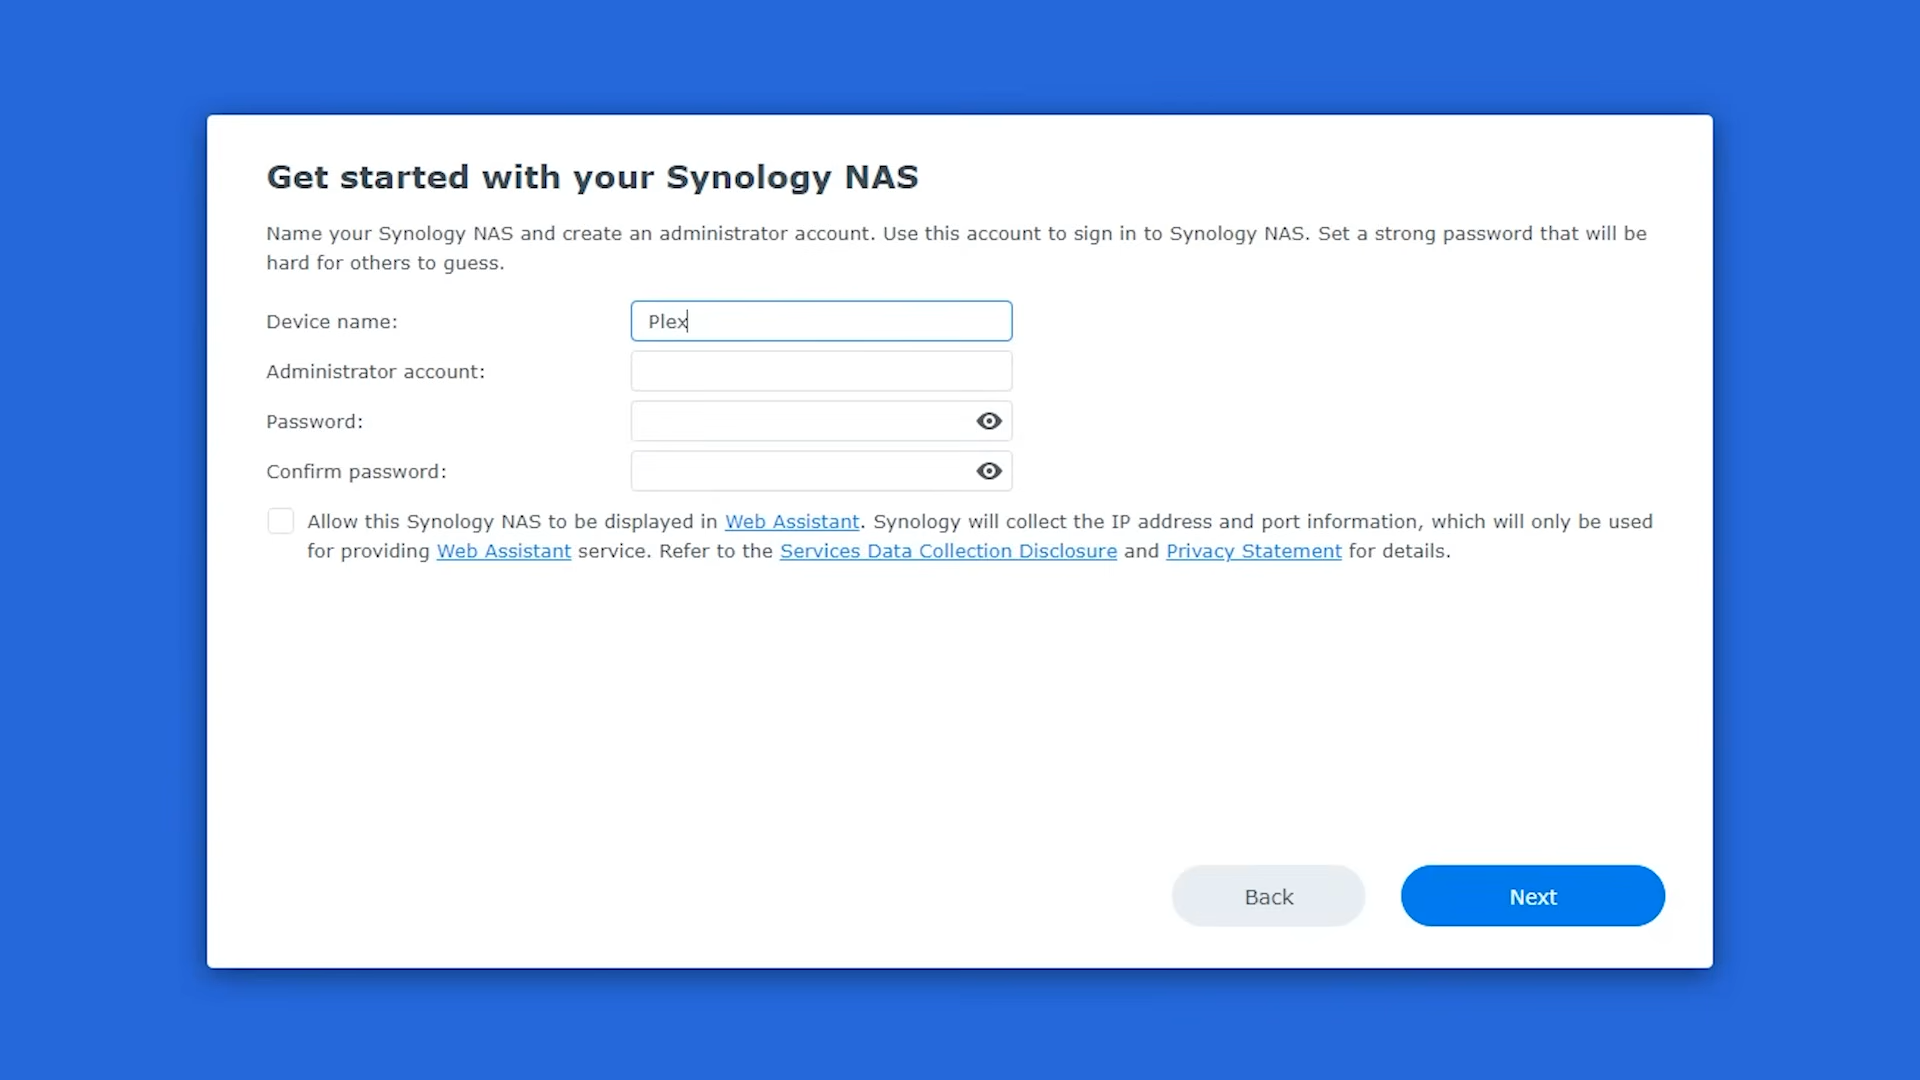 Get started with your Synology NAS
Name your Synology NAS and create an administrator account. Use this account to sign in to Synology NAS. Set a strong password that will be
hard for others to guess.
Device name: Plex
Administrator account:
Password:
Confirm password:
Allow this Synology NAS to be displayed in Web Assistant. Synology will collect the IP address and port information, which will only be used
for providing Web Assistant service. Refer to the Services Data Collection Disclosure and Privacy Statement for details.
Back Next